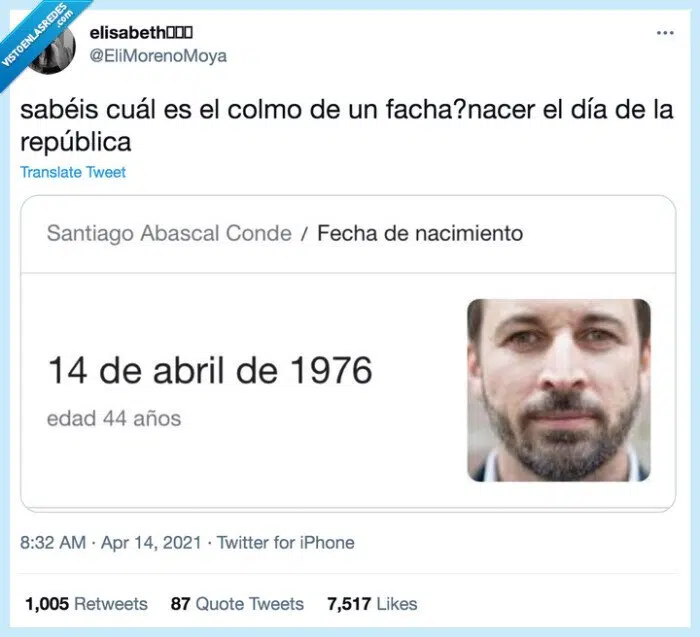 VISTOENLASREDES
.com
elisabeth
@EliMorenoMoya
sabéis cuál es el colmo de un facha?nacer el día de la
república
Translate Tweet
Santiago Abascal Conde / Fecha de nacimiento
14 de abril de 1976
edad 44 años
8:32 AM · Apr 14, 2021 · Twitter for iPhone
1,005 Retweets 87 Quote Tweets 7,517 Likes